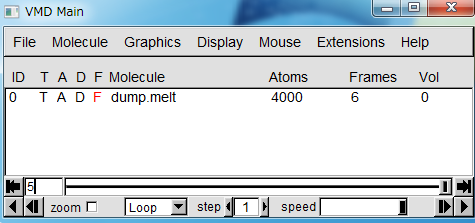 VMD Main
File Molecule Graphics Display Mouse Extensions Help
ID T A D F Molecule Atoms Frames Vol
0 T A D F dump.melt 4000 6 0
5
zoom Loop step 1 speed